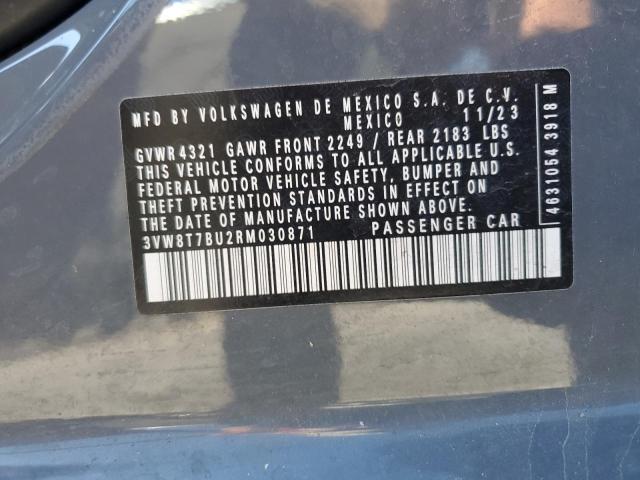 MFD BY VOLKSWAGEN DE MEXICO S.A. DE C.V.
MEXICO 11/23
GVWR 4321 GAWR FRONT 2249 / REAR 2183 LBS
THIS VEHICLE CONFORMS TO ALL APPLICABLE U.S.
FEDERAL MOTOR VEHICLE SAFETY, BUMPER AND
THEFT PREVENTION STANDARDS IN EFFECT ON
THE DATE OF MANUFACTURE SHOWN ABOVE.
3VW8T7BU2RM030871 PASSENGER CAR
4631054 3918 M